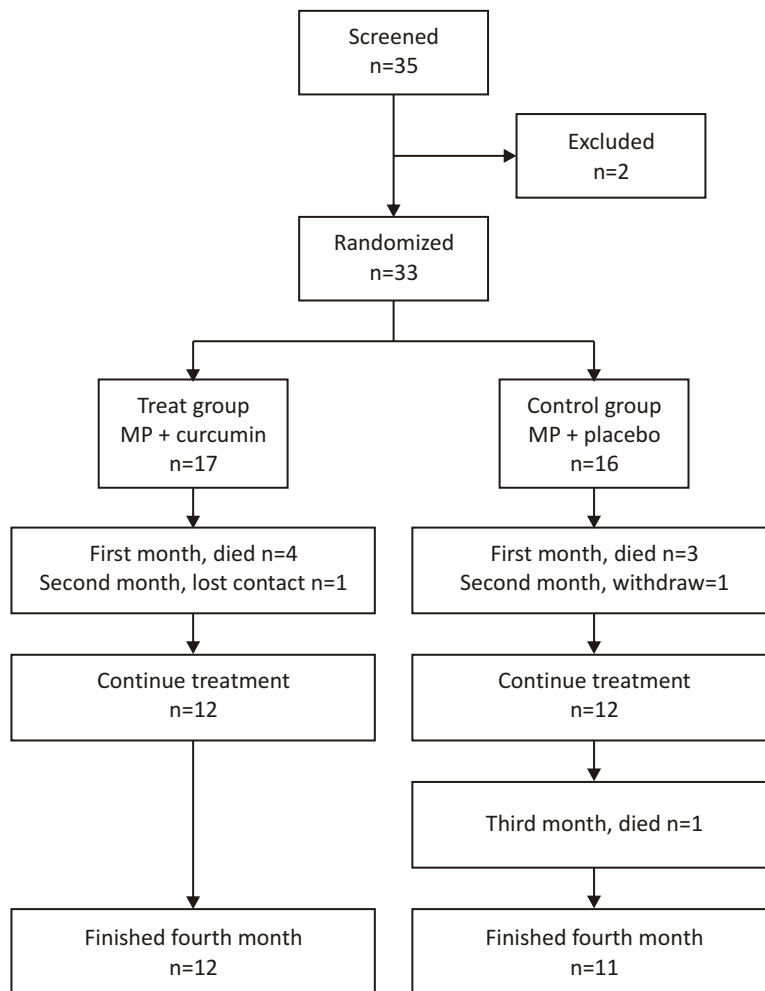 Screened
n=35
Excluded
n=2
Randomized
n=33
Treat group
MP + curcumin
n=17
Control group
MP + placebo
n=16
First month, died n=4
Second month, lost contact n=1
First month, died n=3
Second month, withdraw=1
Continue treatment
n=12
Continue treatment
n=12
Third month, died n=1
Finished fourth month
n=12
Finished fourth month
n=11